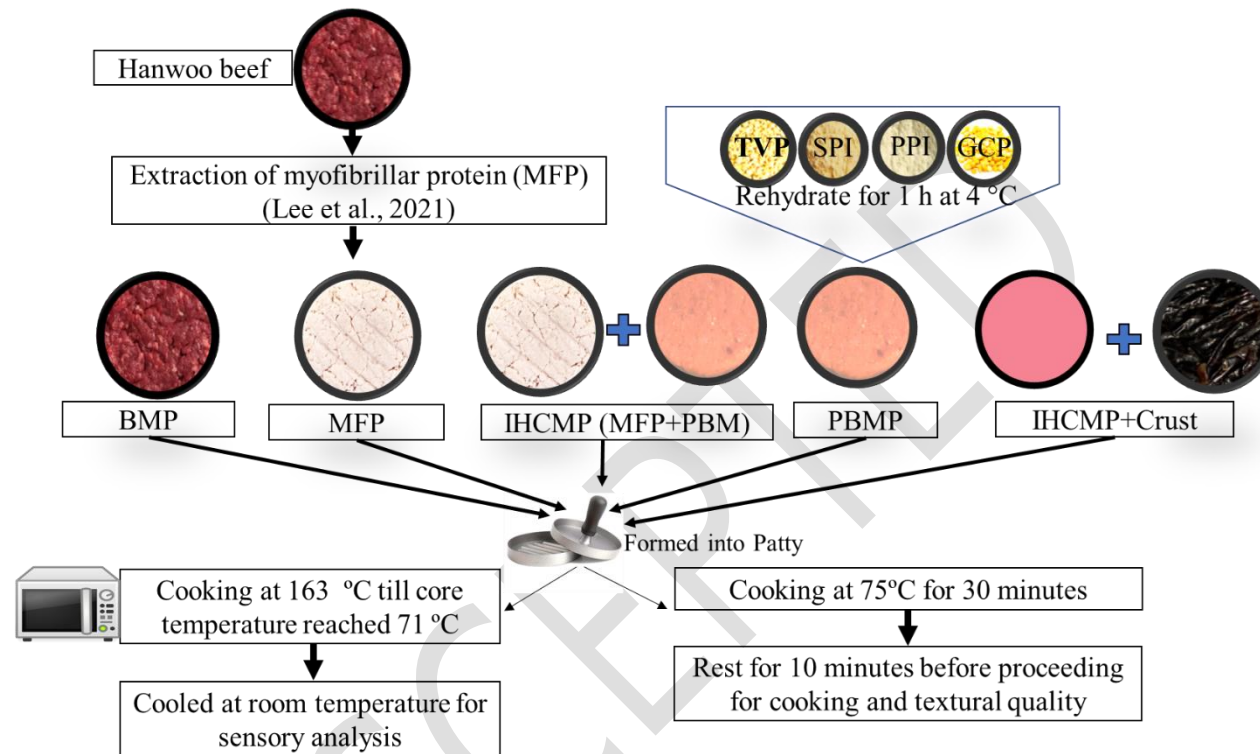 Hanwoo beef
Extraction of myofibrillar protein (MFP)
(Lee et al., 2021)
TVP
SPI
PPI
GCP
Rehydrate for 1 h at 4 °C
BMP
MFP
IHCMP (MFP+PBM)
PBMP
IHCMP+Crust
Formed into Patty
Cooking at 163 ºC till core
temperature reached 71 ºC
Cooled at room temperature for
sensory analysis
Cooking at 75ºC for 30 minutes
Rest for 10 minutes before proceeding
for cooking and textural quality
CCEPTED